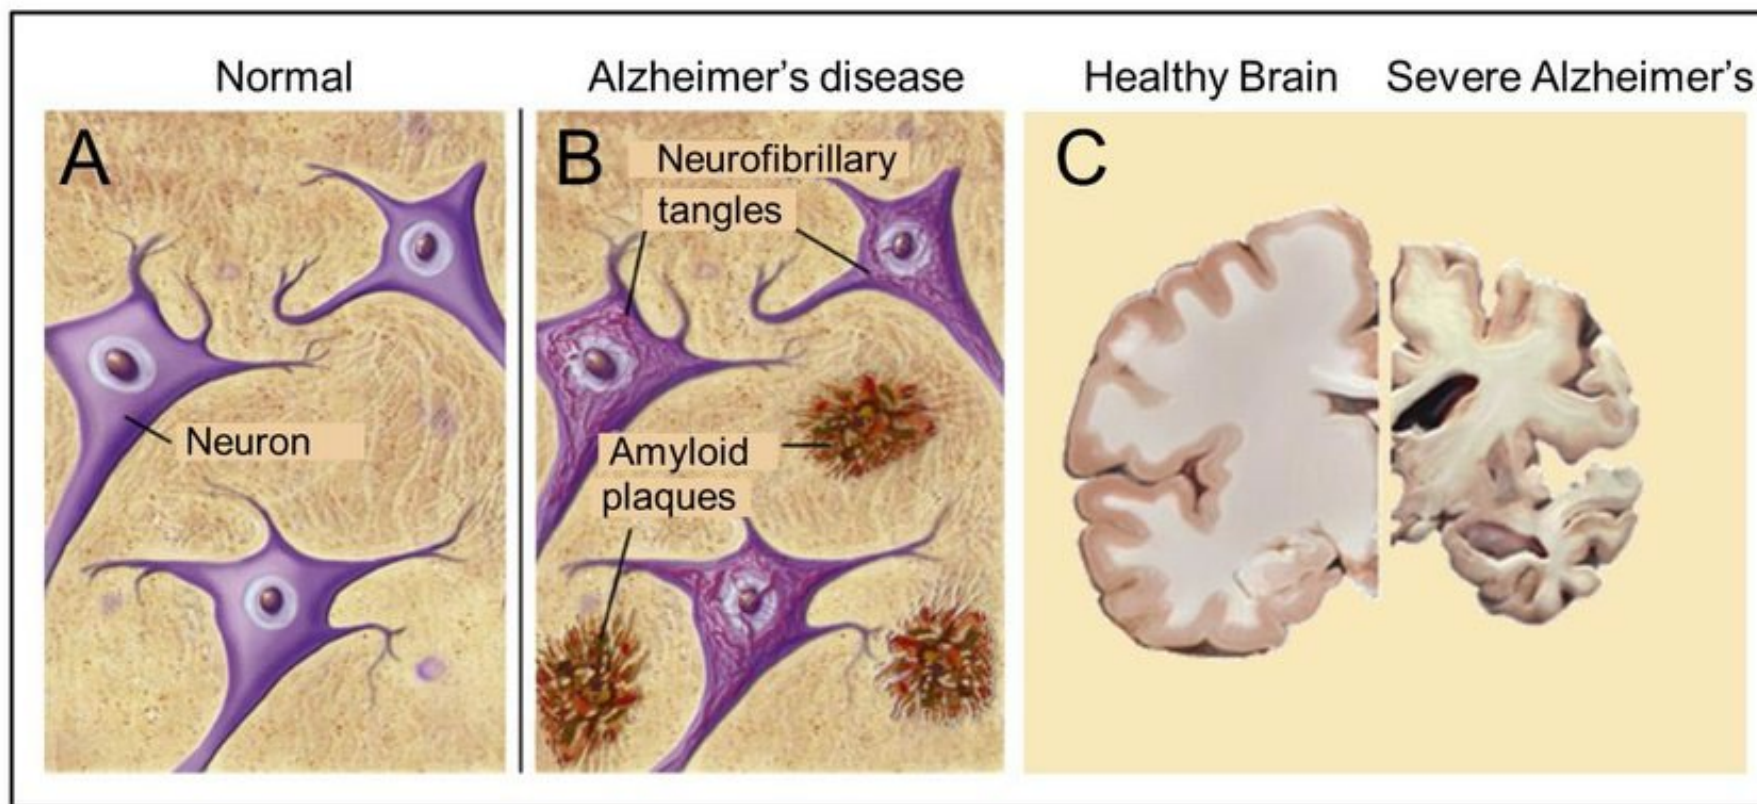 Normal
Alzheimer’s disease
Healthy Brain
Severe Alzheimer’s
A
Neuron
B
Neurofibrillary
tangles
Amyloid
plaques
C